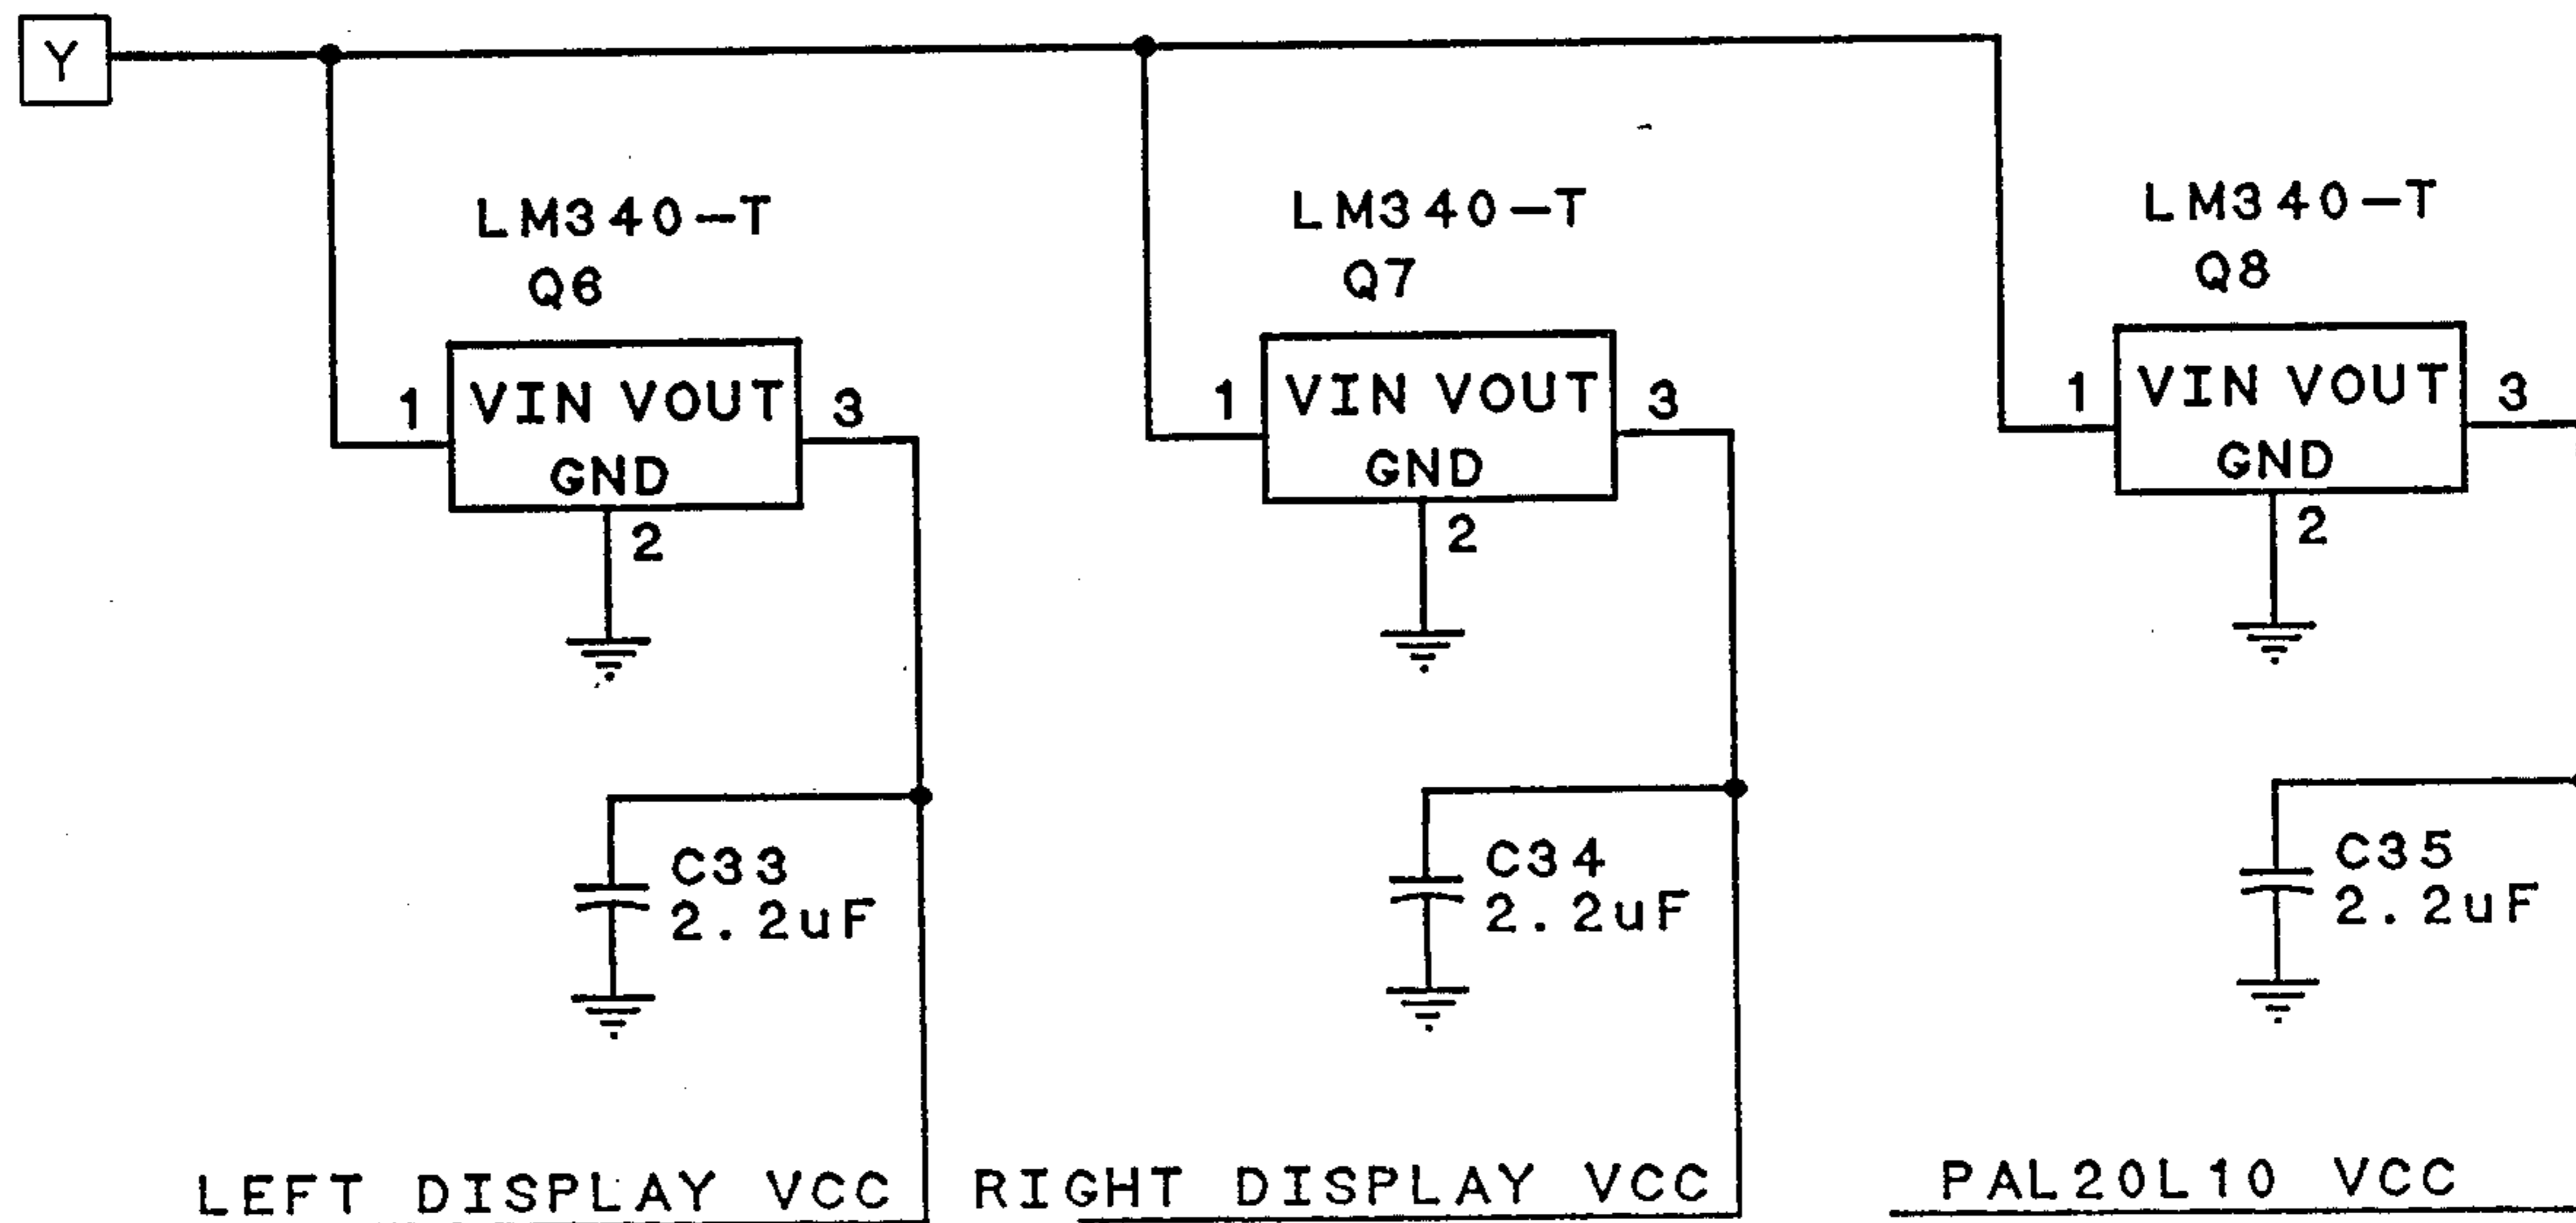 Y
LM340-T
Q6
1 VIN VOUT 3
GND
2
C33
2.2uF
LEFT DISPLAY VCC
LM340-T
Q7
1 VIN VOUT 3
GND
2
C34
2.2uF
RIGHT DISPLAY VCC
LM340-T
Q8
1 VIN VOUT 3
GND
2
C35
2.2uF
PAL20L10 VCC